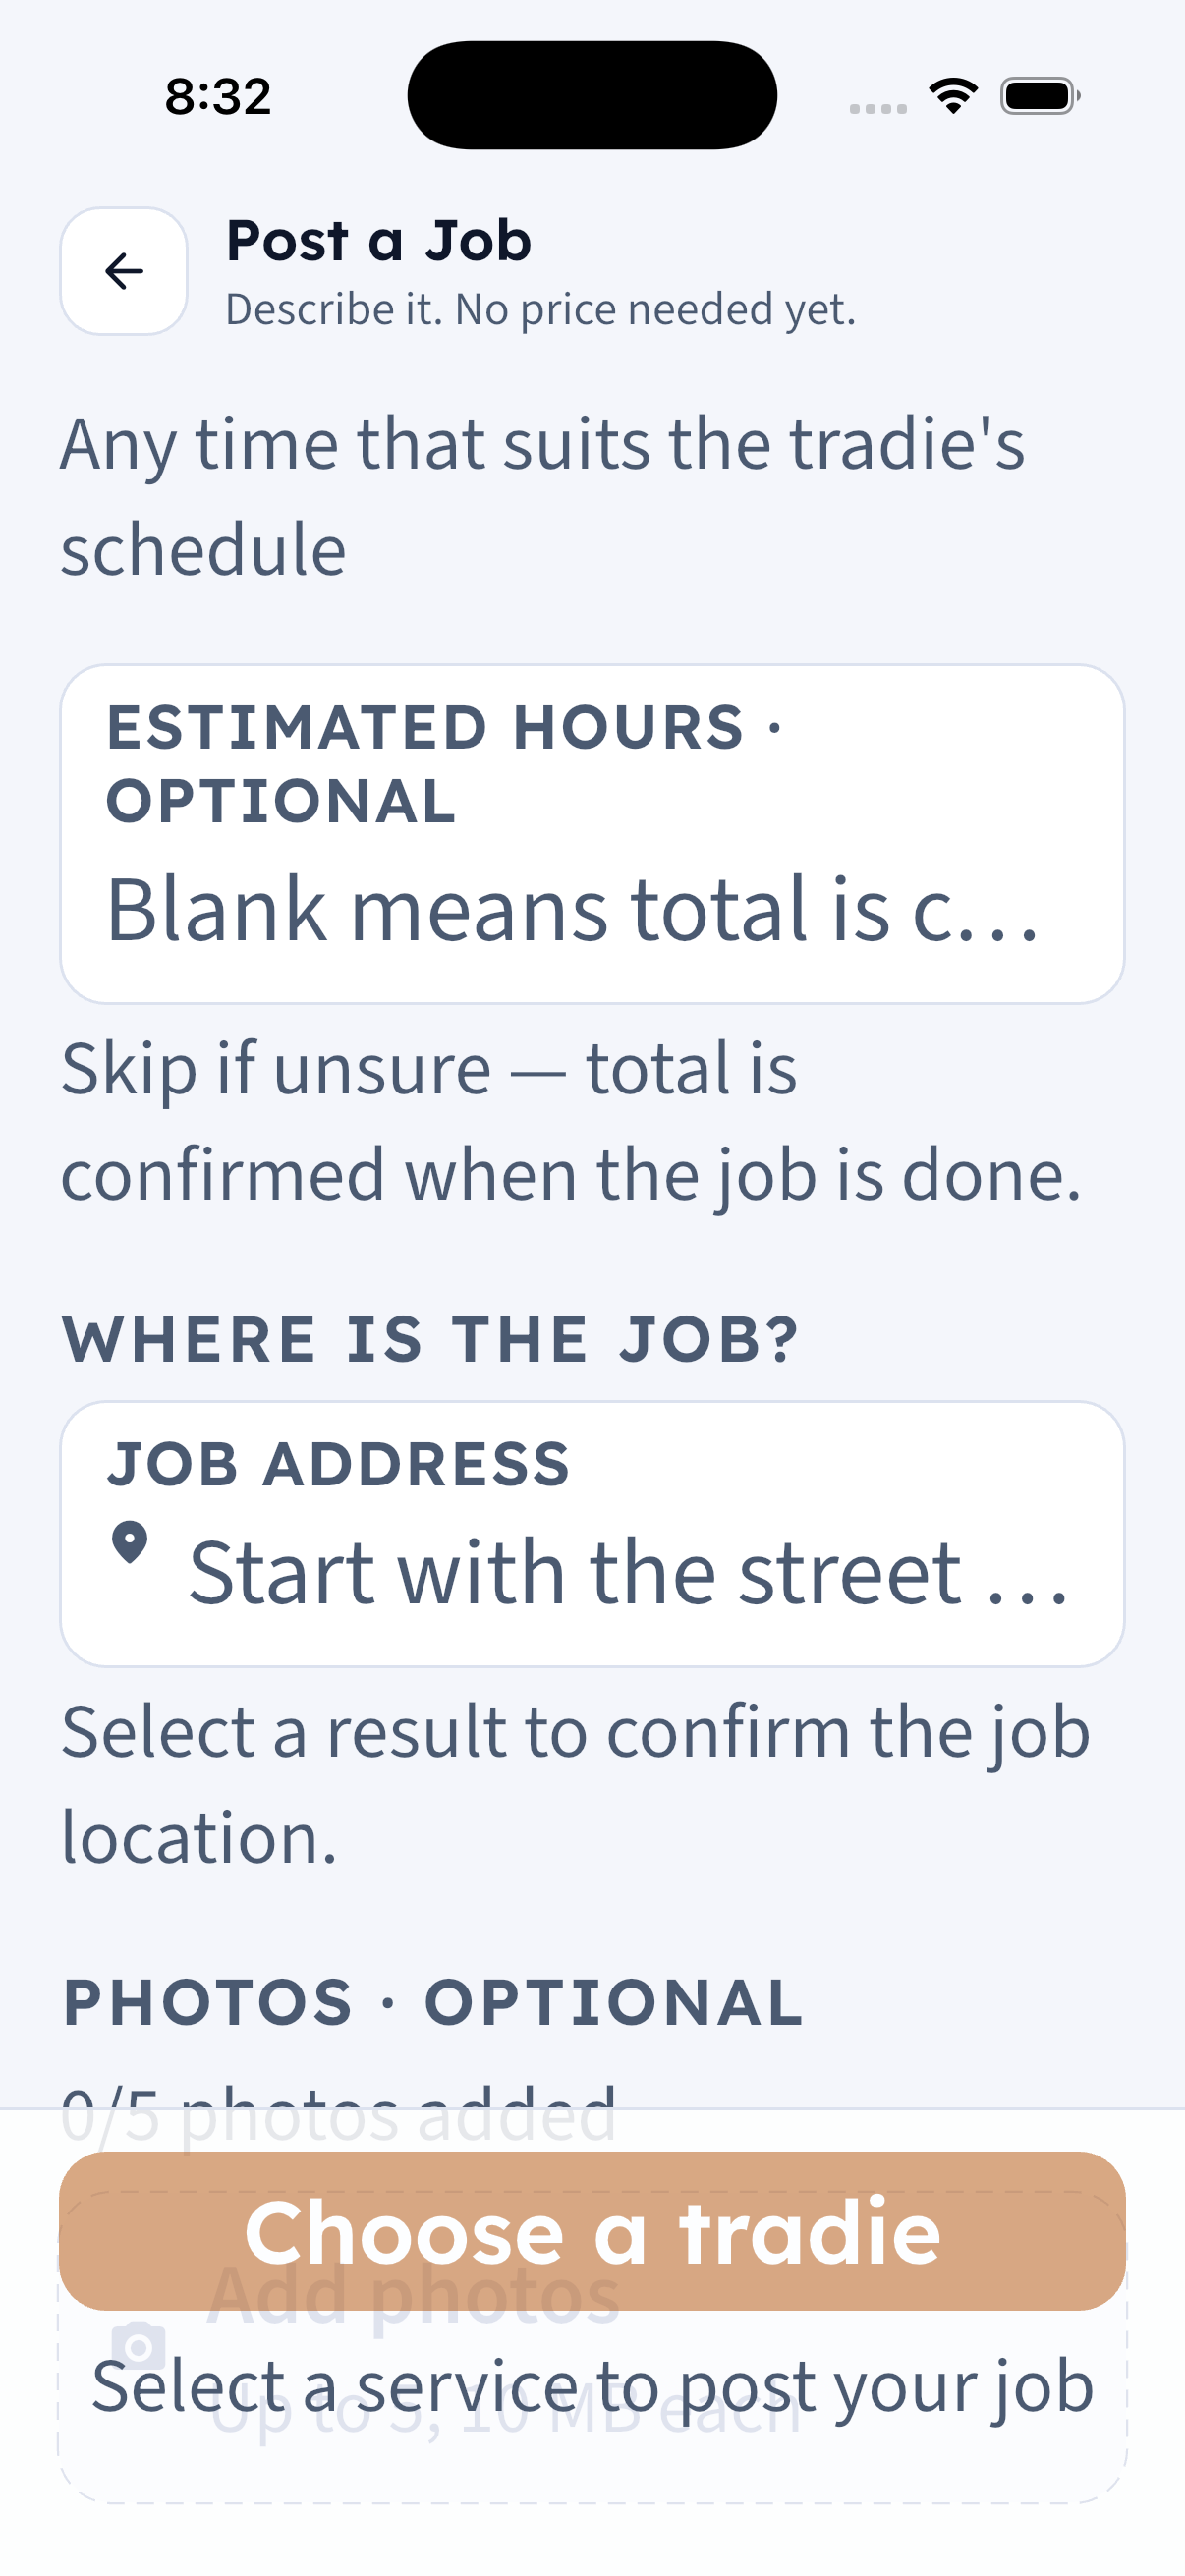 8:32
Post a Job
Describe it. No price needed yet.
Any time that suits the tradie's
schedule
ESTIMATED HOURS ·
OPTIONAL
Blank means total is c...
Skip if unsure — total is
confirmed when the job is done.
WHERE IS THE JOB?
JOB ADDRESS
Start with the street ...
Select a result to confirm the job
location.
PHOTOS · OPTIONAL
0/5 photos added
Choose a tradie
Add photos
Select a service to post your job
Up to 5, 10 MB each